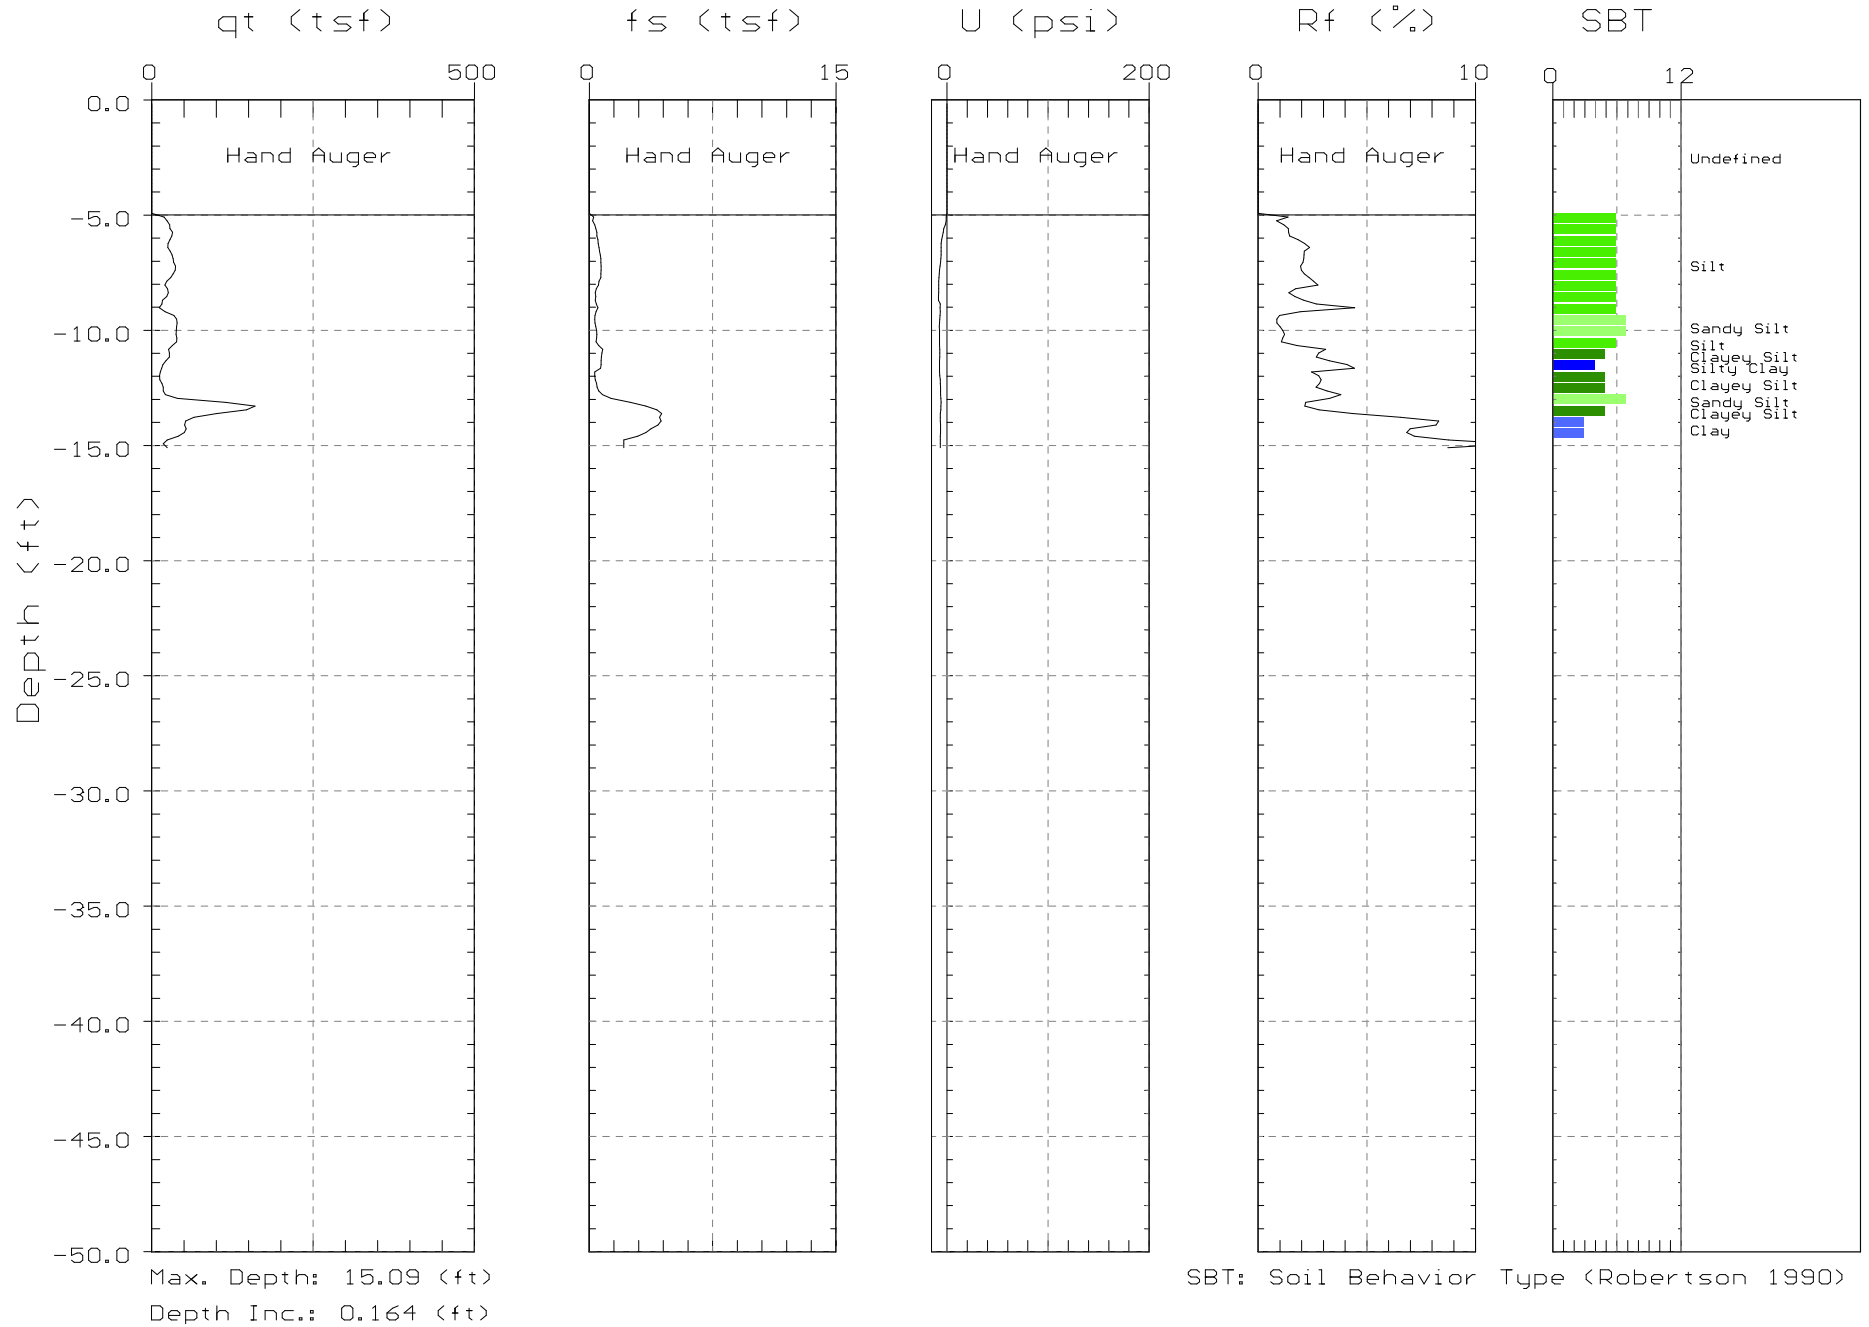 qt (tsf) fs (tsf) U (psi) Rf (%) SBT
0 500 0 15 0 200 0 10 0 12
0.0
Hand Auger Hand Auger Hand Auger Hand Auger Undefined
-5.0
Silt
-10.0 Sandy Silt
Silt
Clayey Silt
Silty Clay
Clayey Silt
Sandy Silt
Clayey Silt
Clay
-15.0
-20.0
-25.0
-30.0
-35.0
-40.0
-45.0
-50.0
Depth (ft)
Max. Depth: 15.09 (ft) SBT: Soil Behavior Type (Robertson 1990)
Depth Inc.: 0.164 (ft)